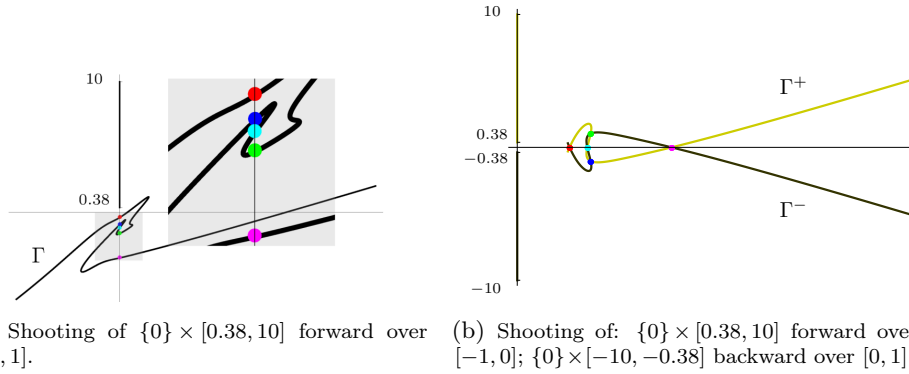 10
0.38
Γ
10
0.38
−0.38
−10
Γ+
Γ−
Shooting of {0} × [0.38, 10] forward over
, 1].
(b) Shooting of: {0} × [0.38, 10] forward ove
[−1, 0]; {0}×[−10, −0.38] backward over [0, 1]